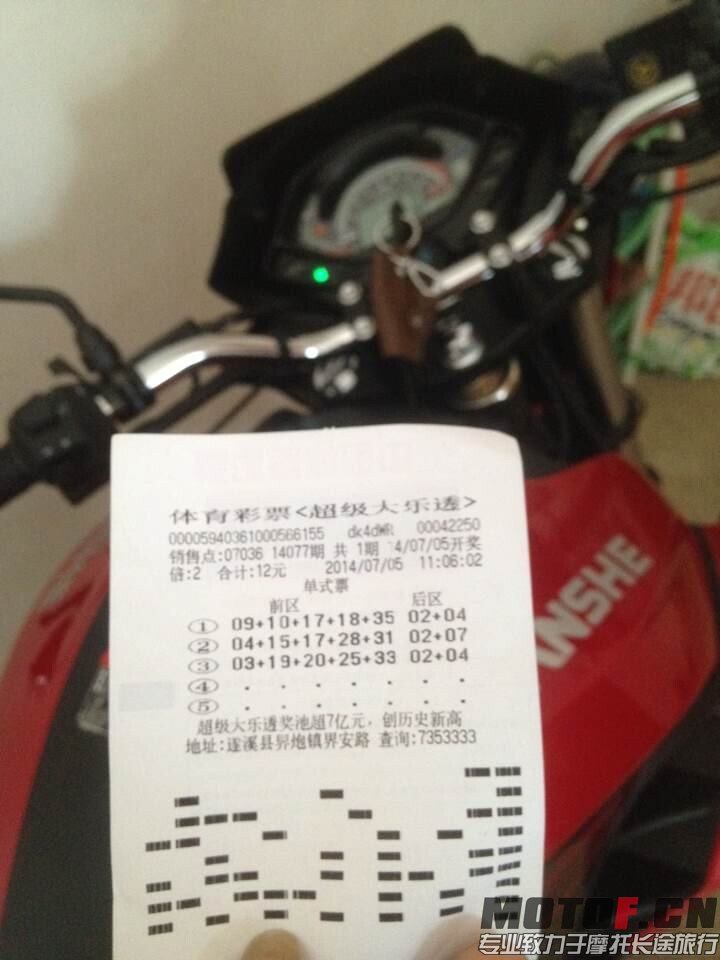 体育彩票<超级大乐透>
00005940361000566155 dk4dWR 00042250
销售点:07036 14077期 共 1期 4/07/05开奖
倍:2 合计:12元 2014/07/05 11:06:02
单式票
前区 后区
① 09+10+17+18+35 02+04
② 04+15+17+28+31 02+07
③ 03+19+20+25+33 02+04
④ . . . . . . .
⑤ . . . . . . .
超级大乐透奖池超7亿元，创历史新高
地址:遂溪县界炮镇界安路 查询:7353333
ANSHE
MOTOF.CN
专业致力于摩托长途旅行